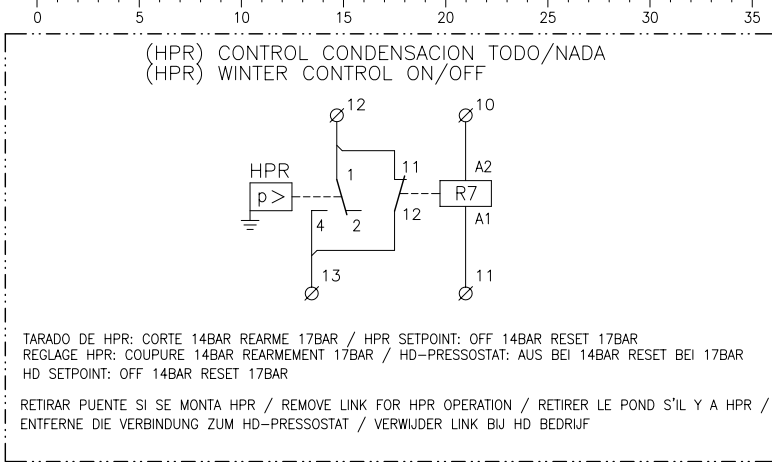 0 5 10 15 20 25 30 35
(HPR) CONTROL CONDENSACION TODO/NADA
(HPR) WINTER CONTROL ON/OFF
12 10
HPR 1 11 A2
p> R7
4 2 12 A1
13 11
TARADO DE HPR: CORTE 14BAR REARME 17BAR / HPR SETPOINT: OFF 14BAR RESET 17BAR
REGLAGE HPR: COUPURE 14BAR REARMEMENT 17BAR / HD-PRESSOSTAT: AUS BEI 14BAR RESET BEI 17BAR
HD SETPOINT: OFF 14BAR RESET 17BAR
RETIRAR PUENTE SI SE MONTA HPR / REMOVE LINK FOR HPR OPERATION / RETIRER LE POND S'IL Y A HPR /
ENTFERNE DIE VERBINDUNG ZUM HD-PRESSOSTAT / VERWIJDER LINK BIJ HD BEDRIJF